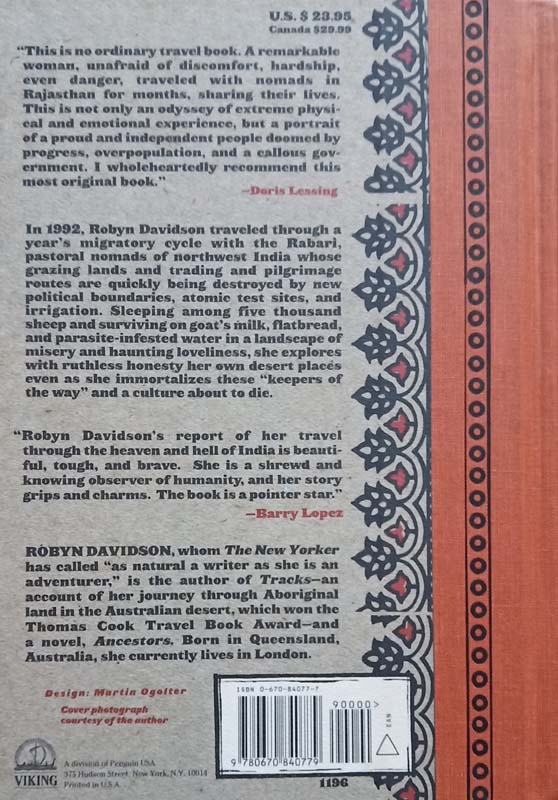 U.S. $ 23.95
Canada $29.99
"This is no ordinary travel book. A remarkable
woman, unafraid of discomfort, hardship,
even danger, traveled with nomads in
Rajasthan for months, sharing their lives.
This is not only an odyssey of extreme physi-
cal and emotional experience, but a portrait
of a proud and independent people doomed by
progress, overpopulation, and a callous gov-
ernment. I wholeheartedly recommend this
most original book."
—Doris Lessing
In 1992, Robyn Davidson traveled through a
year's migratory cycle with the Rabari,
pastoral nomads of northwest India whose
grazing lands and trading and pilgrimage
routes are quickly being destroyed by new
political boundaries, atomic test sites, and
irrigation. Sleeping among five thousand
sheep and surviving on goat's milk, flatbread,
and parasite-infested water in a landscape of
misery and haunting loveliness, she explores
with ruthless honesty her own desert places
even as she immortalizes these "keepers of
the way" and a culture about to die.
"Robyn Davidson's report of her travel
through the heaven and hell of India is beauti-
ful, tough, and brave. She is a shrewd and
knowing observer of humanity, and her story
grips and charms. The book is a pointer star."
—Barry Lopez
ROBYN DAVIDSON, whom The New Yorker
has called "as natural a writer as she is an
adventurer," is the author of Tracks—an
account of her journey through Aboriginal
land in the Australian desert, which won the
Thomas Cook Travel Book Award—and
a novel, Ancestors. Born in Queensland,
Australia, she currently lives in London.
Design: Martin Ogolter
Cover photograph
courtesy of the author
VIKING
A division of Penguin USA
375 Hudson Street, New York, N.Y. 10014
Printed in U.S.A.
ISBN 0-670-84077-7
90000>
EAN
9 780670 840779
1196